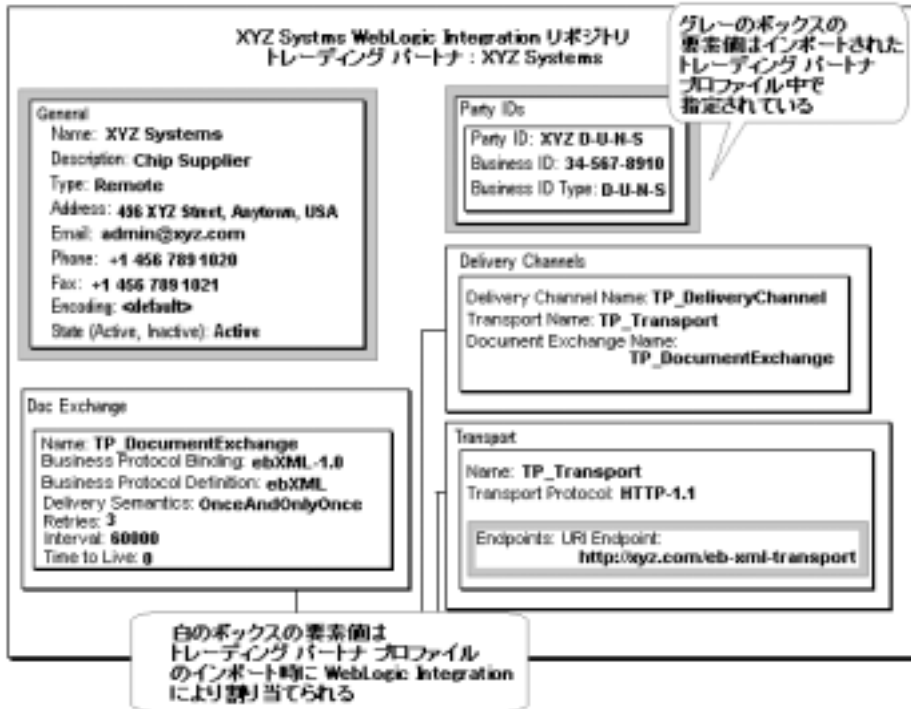 XYZ Systms WebLogic Integration リポジトリ
トレーディング パートナ : XYZ Systems
グレーのボックスの
要素値はインポートされた
トレーディング パートナ
プロファイル中で
指定されている
General
Name: XYZ Systems
Description: Chip Supplier
Type: Remote
Address: 456 XYZ Street, Anytown, USA
Email: admin@xyz.com
Phone: +1 456 789 1020
Fax: +1 456 789 1021
Encoding: <default>
State (Active, Inactive): Active
Party IDs
Party ID: XYZ D-U-N-S
Business ID: 34-567-8910
Business ID Type: D-U-N-S
Delivery Channels
Delivery Channel Name: TP_DeliveryChannel
Transport Name: TP_Transport
Document Exchange Name:
TP_DocumentExchange
Doc Exchange
Name: TP_DocumentExchange
Business Protocol Binding: ebXML-1.0
Business Protocol Definition: ebXML
Delivery Semantics: OnceAndOnlyOnce
Retries: 3
Interval: 60000
Time to Live: 0
Transport
Name: TP_Transport
Transport Protocol: HTTP-1.1
Endpoints: URI Endpoint:
http://xyz.com/eb-xml-transport
白のボックスの要素値は
トレーディング パートナ プロファイル
のインポート時に WebLogic Integration
により割り当てられる